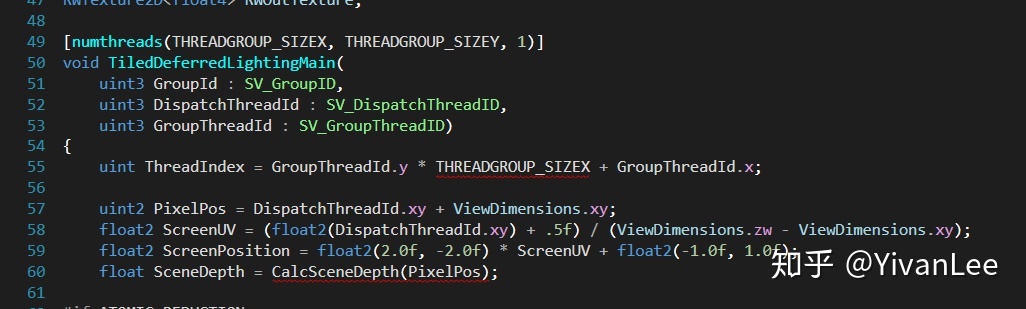 47 RWTexture2D<float4> RWOutTexture;
48
49 [numthreads(THREADGROUP_SIZEX, THREADGROUP_SIZEY, 1)]
50 void TiledDeferredLightingMain(
51     uint3 GroupId : SV_GroupID,
52     uint3 DispatchThreadId : SV_DispatchThreadID,
53     uint3 GroupThreadId : SV_GroupThreadID)
54 {
55     uint ThreadIndex = GroupThreadId.y * THREADGROUP_SIZEX + GroupThreadId.x;
56
57     uint2 PixelPos = DispatchThreadId.xy + ViewDimensions.xy;
58     float2 ScreenUV = (float2(DispatchThreadId.xy) + .5f) / (ViewDimensions.zw - ViewDimensions.xy);
59     float2 ScreenPosition = float2(2.0f, -2.0f) * ScreenUV + float2(-1.0f, 1.0f);
60     float SceneDepth = CalcSceneDepth(PixelPos);
61
知乎 @YivanLee